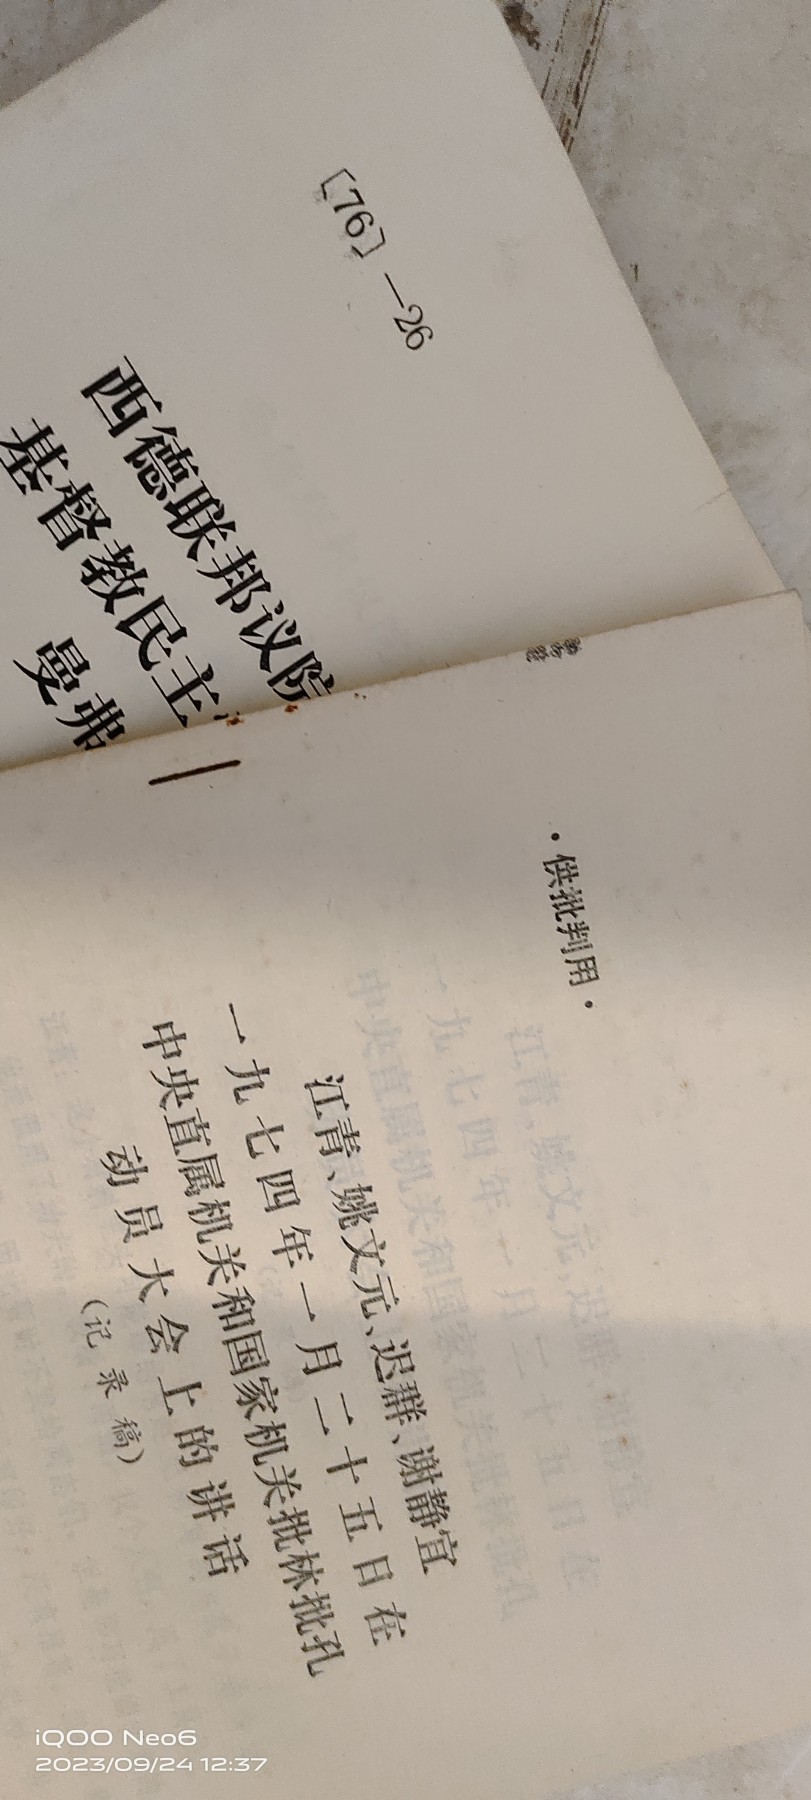 〔76〕—26
西德联邦议院
基督教民主
曼弗
·供批判用·
江青、姚文元、迟群、谢静宜
一九七四年一月二十五日在
中央直属机关和国家机关批林批孔
动员大会上的讲话
（记录稿）
iQOO Neo6
2023/09/24 12:37